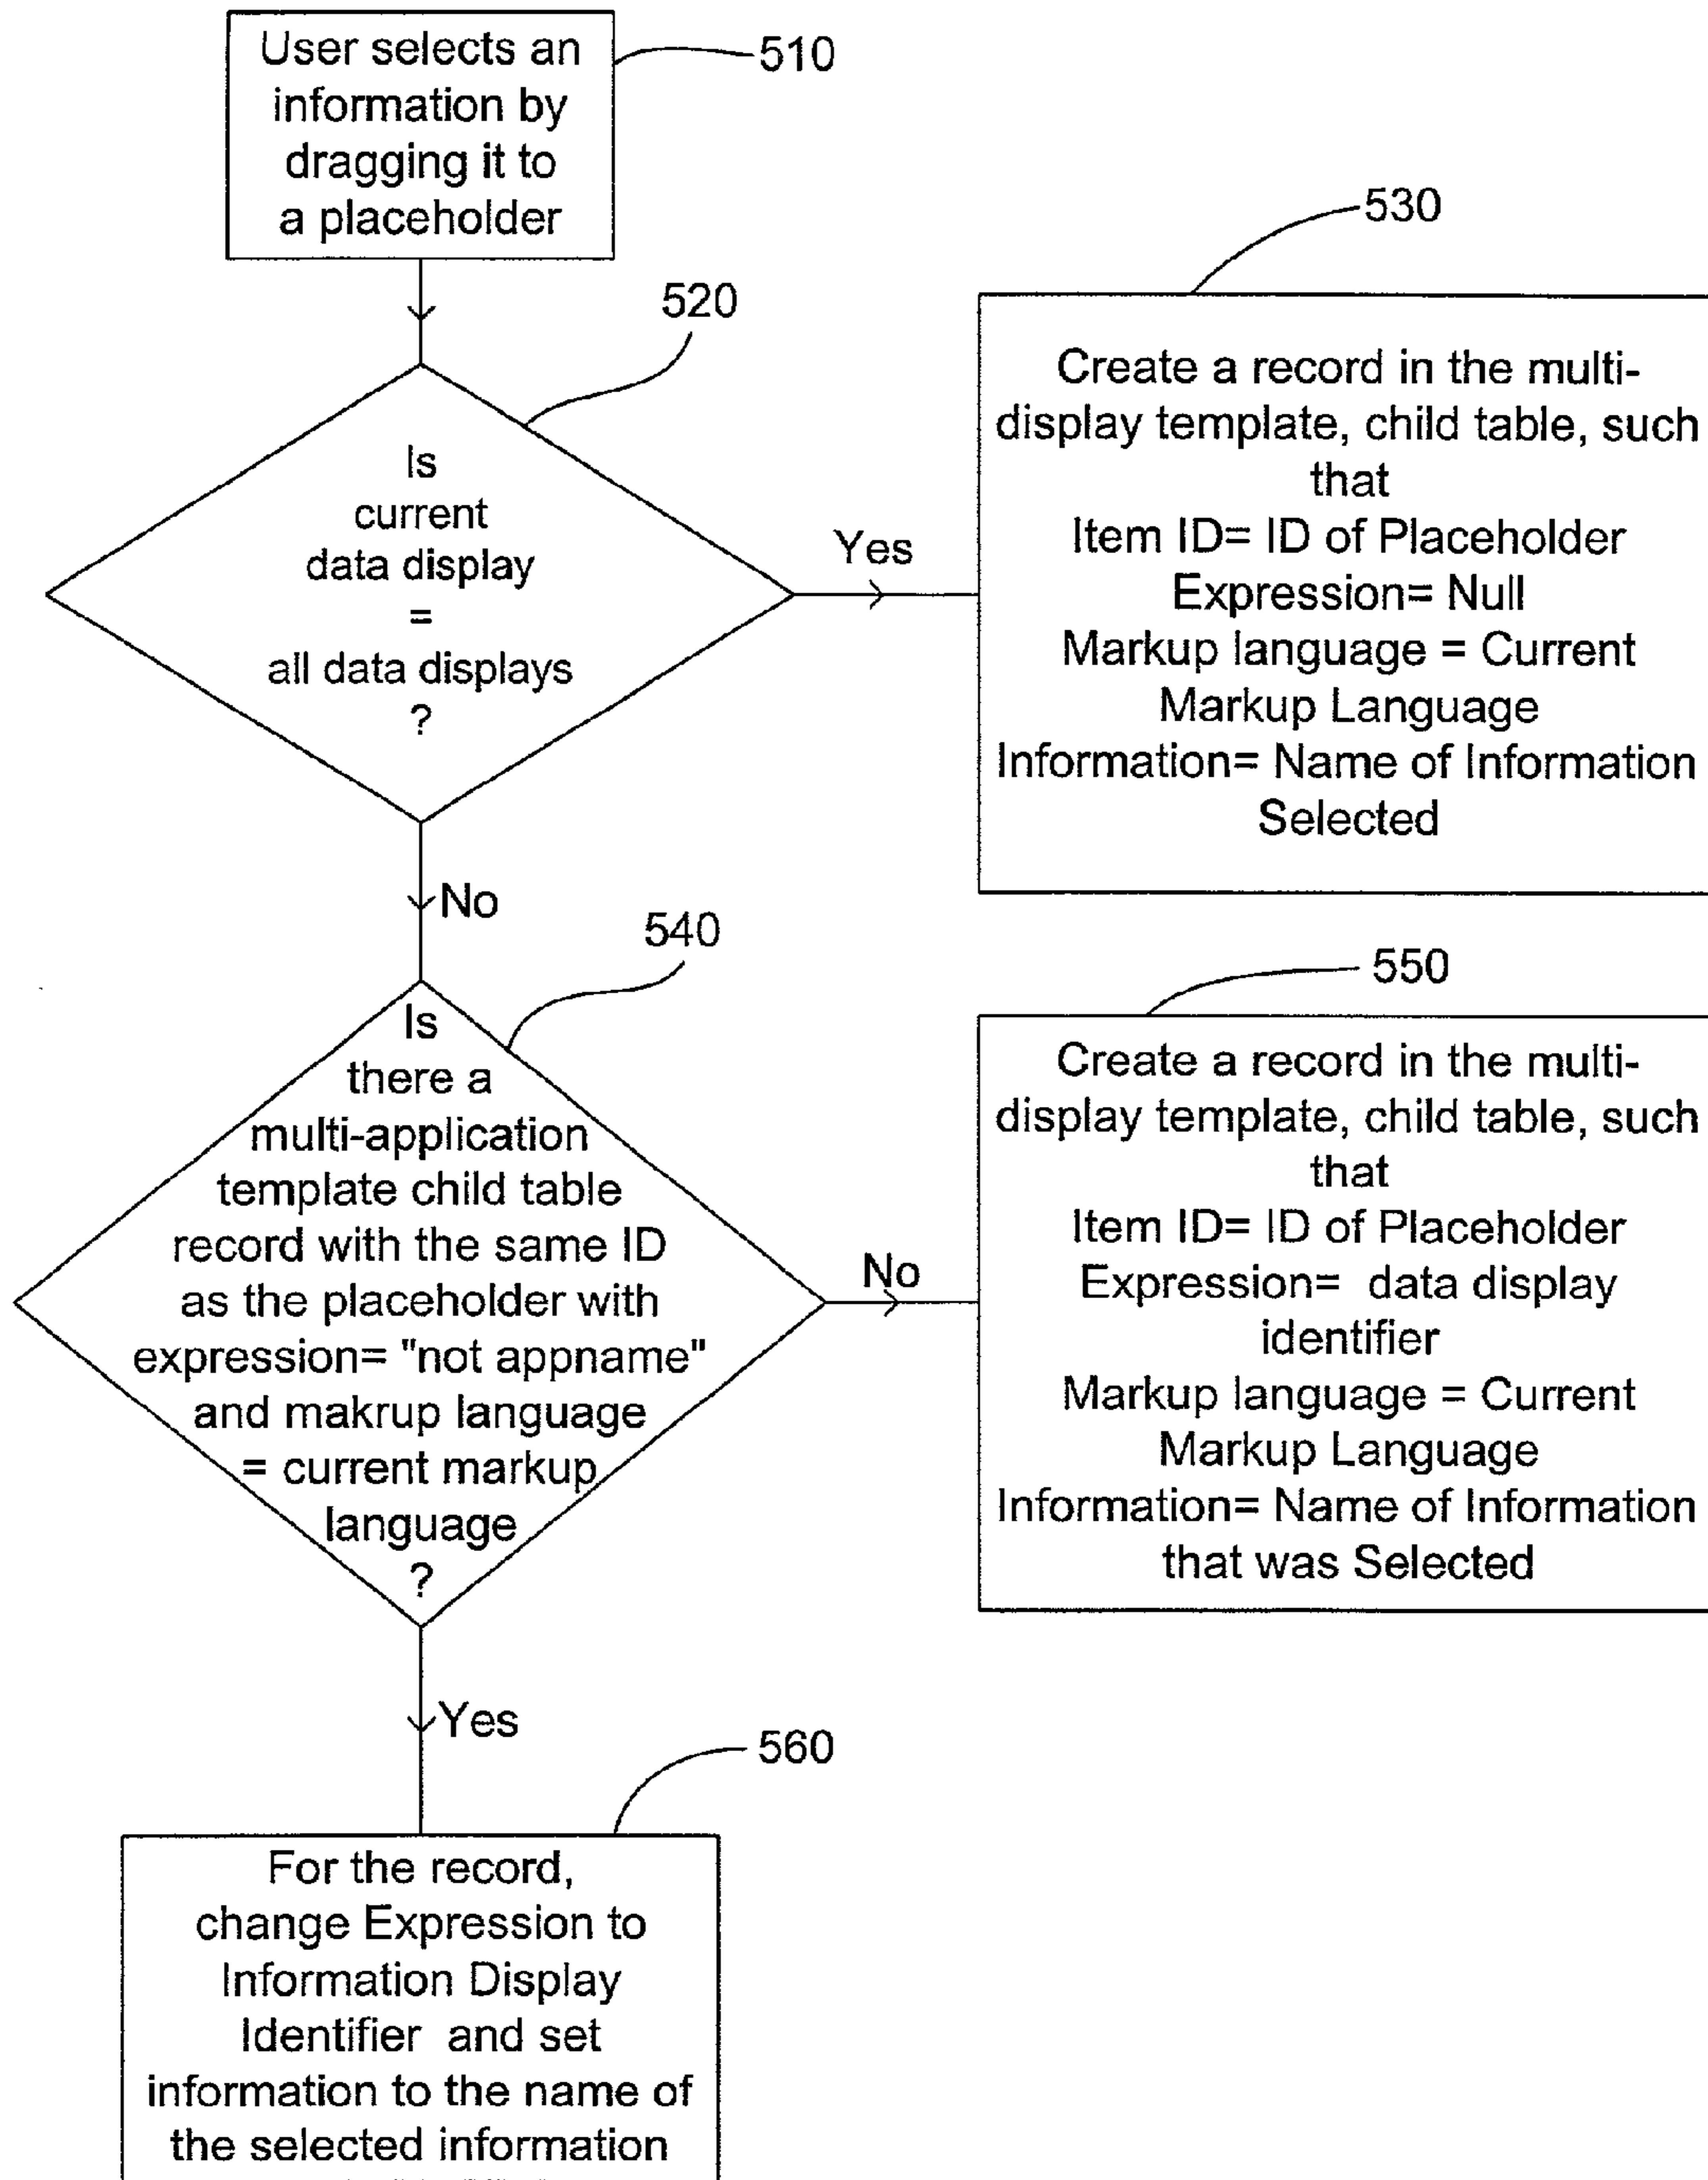 User selects an
information by
dragging it to
a placeholder
510
520
Is
current
data display
=
all data displays
?
Yes
530
Create a record in the multi-
display template, child table, such
that
Item ID= ID of Placeholder
Expression= Null
Markup language = Current
Markup Language
Information= Name of Information
Selected
No
540
Is
there a
multi-application
template child table
record with the same ID
as the placeholder with
expression= "not appname"
and makrup language
= current markup
language
?
No
550
Create a record in the multi-
display template, child table, such
that
Item ID= ID of Placeholder
Expression= data display
identifier
Markup language = Current
Markup Language
Information= Name of Information
that was Selected
Yes
560
For the record,
change Expression to
Information Display
Identifier and set
information to the name of
the selected information